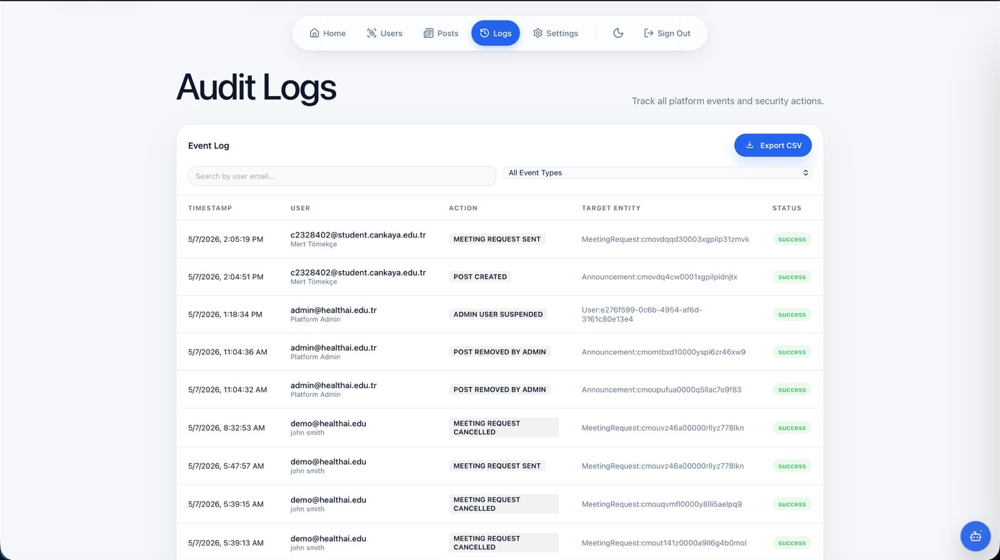 Home Users Posts Logs Settings Sign Out
Audit Logs
Track all platform events and security actions.
Event Log
Export CSV
Search by user email...
All Event Types
TIMESTAMP USER ACTION TARGET ENTITY STATUS
5/7/2026, 2:05:19 PM c2328402@student.cankaya.edu.tr MEETING REQUEST SENT MeetingRequest:cmovdqqd30003xgpilp31zmvk success
Mert Tömekçe
5/7/2026, 2:04:51 PM c2328402@student.cankaya.edu.tr POST CREATED Announcement:cmovdq4cw0001xgpilpidnjtx success
Mert Tömekçe
5/7/2026, 1:18:34 PM admin@healthai.edu.tr ADMIN USER SUSPENDED User:e276f599-0c6b-4954-af6d- success
Platform Admin 3161c80e13e4
5/7/2026, 11:04:36 AM admin@healthai.edu.tr POST REMOVED BY ADMIN Announcement:cmomtbxd10000yspi6zr46xw9 success
Platform Admin
5/7/2026, 11:04:32 AM admin@healthai.edu.tr POST REMOVED BY ADMIN Announcement:cmoupufua0000q5llac7o9f83 success
Platform Admin
5/7/2026, 8:32:53 AM demo@healthai.edu MEETING REQUEST MeetingRequest:cmouvz46a00000rllyz778lkn success
john smith CANCELLED
5/7/2026, 5:47:57 AM demo@healthai.edu MEETING REQUEST SENT MeetingRequest:cmouvz46a00000rllyz778lkn success
john smith
5/7/2026, 5:39:15 AM demo@healthai.edu MEETING REQUEST MeetingRequest:cmouqvmfl0000y8lli5aelpq9 success
john smith CANCELLED
5/7/2026, 5:39:13 AM demo@healthai.edu MEETING REQUEST MeetingRequest:cmout141z0000a9ll6g4b0mol success
john smith CANCELLED